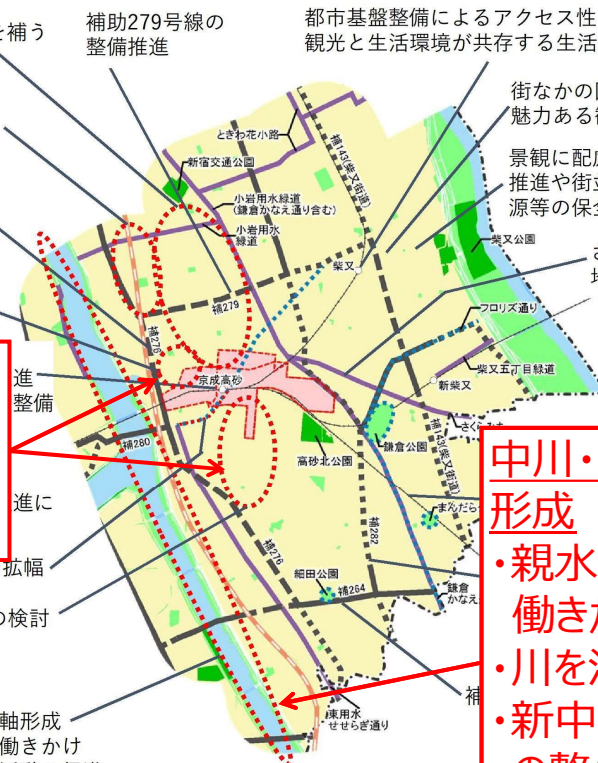 を補う
補助279号線の
整備推進
都市基盤整備によるアクセス性
観光と生活環境が共存する生活
街なかの
魅力ある
景観に配
推進や街
源等の保全
ときわ花小路
新宿交通公園
小岩用水緑道
(鎌倉かなえ通り含む)
小岩用水
緑道
補143(柴又街道)
柴又
柴又公園
補279
フロリズ通り
補276
京成高砂
柴又五丁目緑道
新柴又
さくらみち
進
整備
補280
高砂北公園
鎌倉公園
補143(柴又街道)
中川・
形成
・親水
働きか
・川を
・新中
の整
進に
まんだら
拡幅
補276
補282
の検討
細田公園
補264
鎌倉
かなえ
補
東用水
せせらぎ通り
軸形成
働きかけ